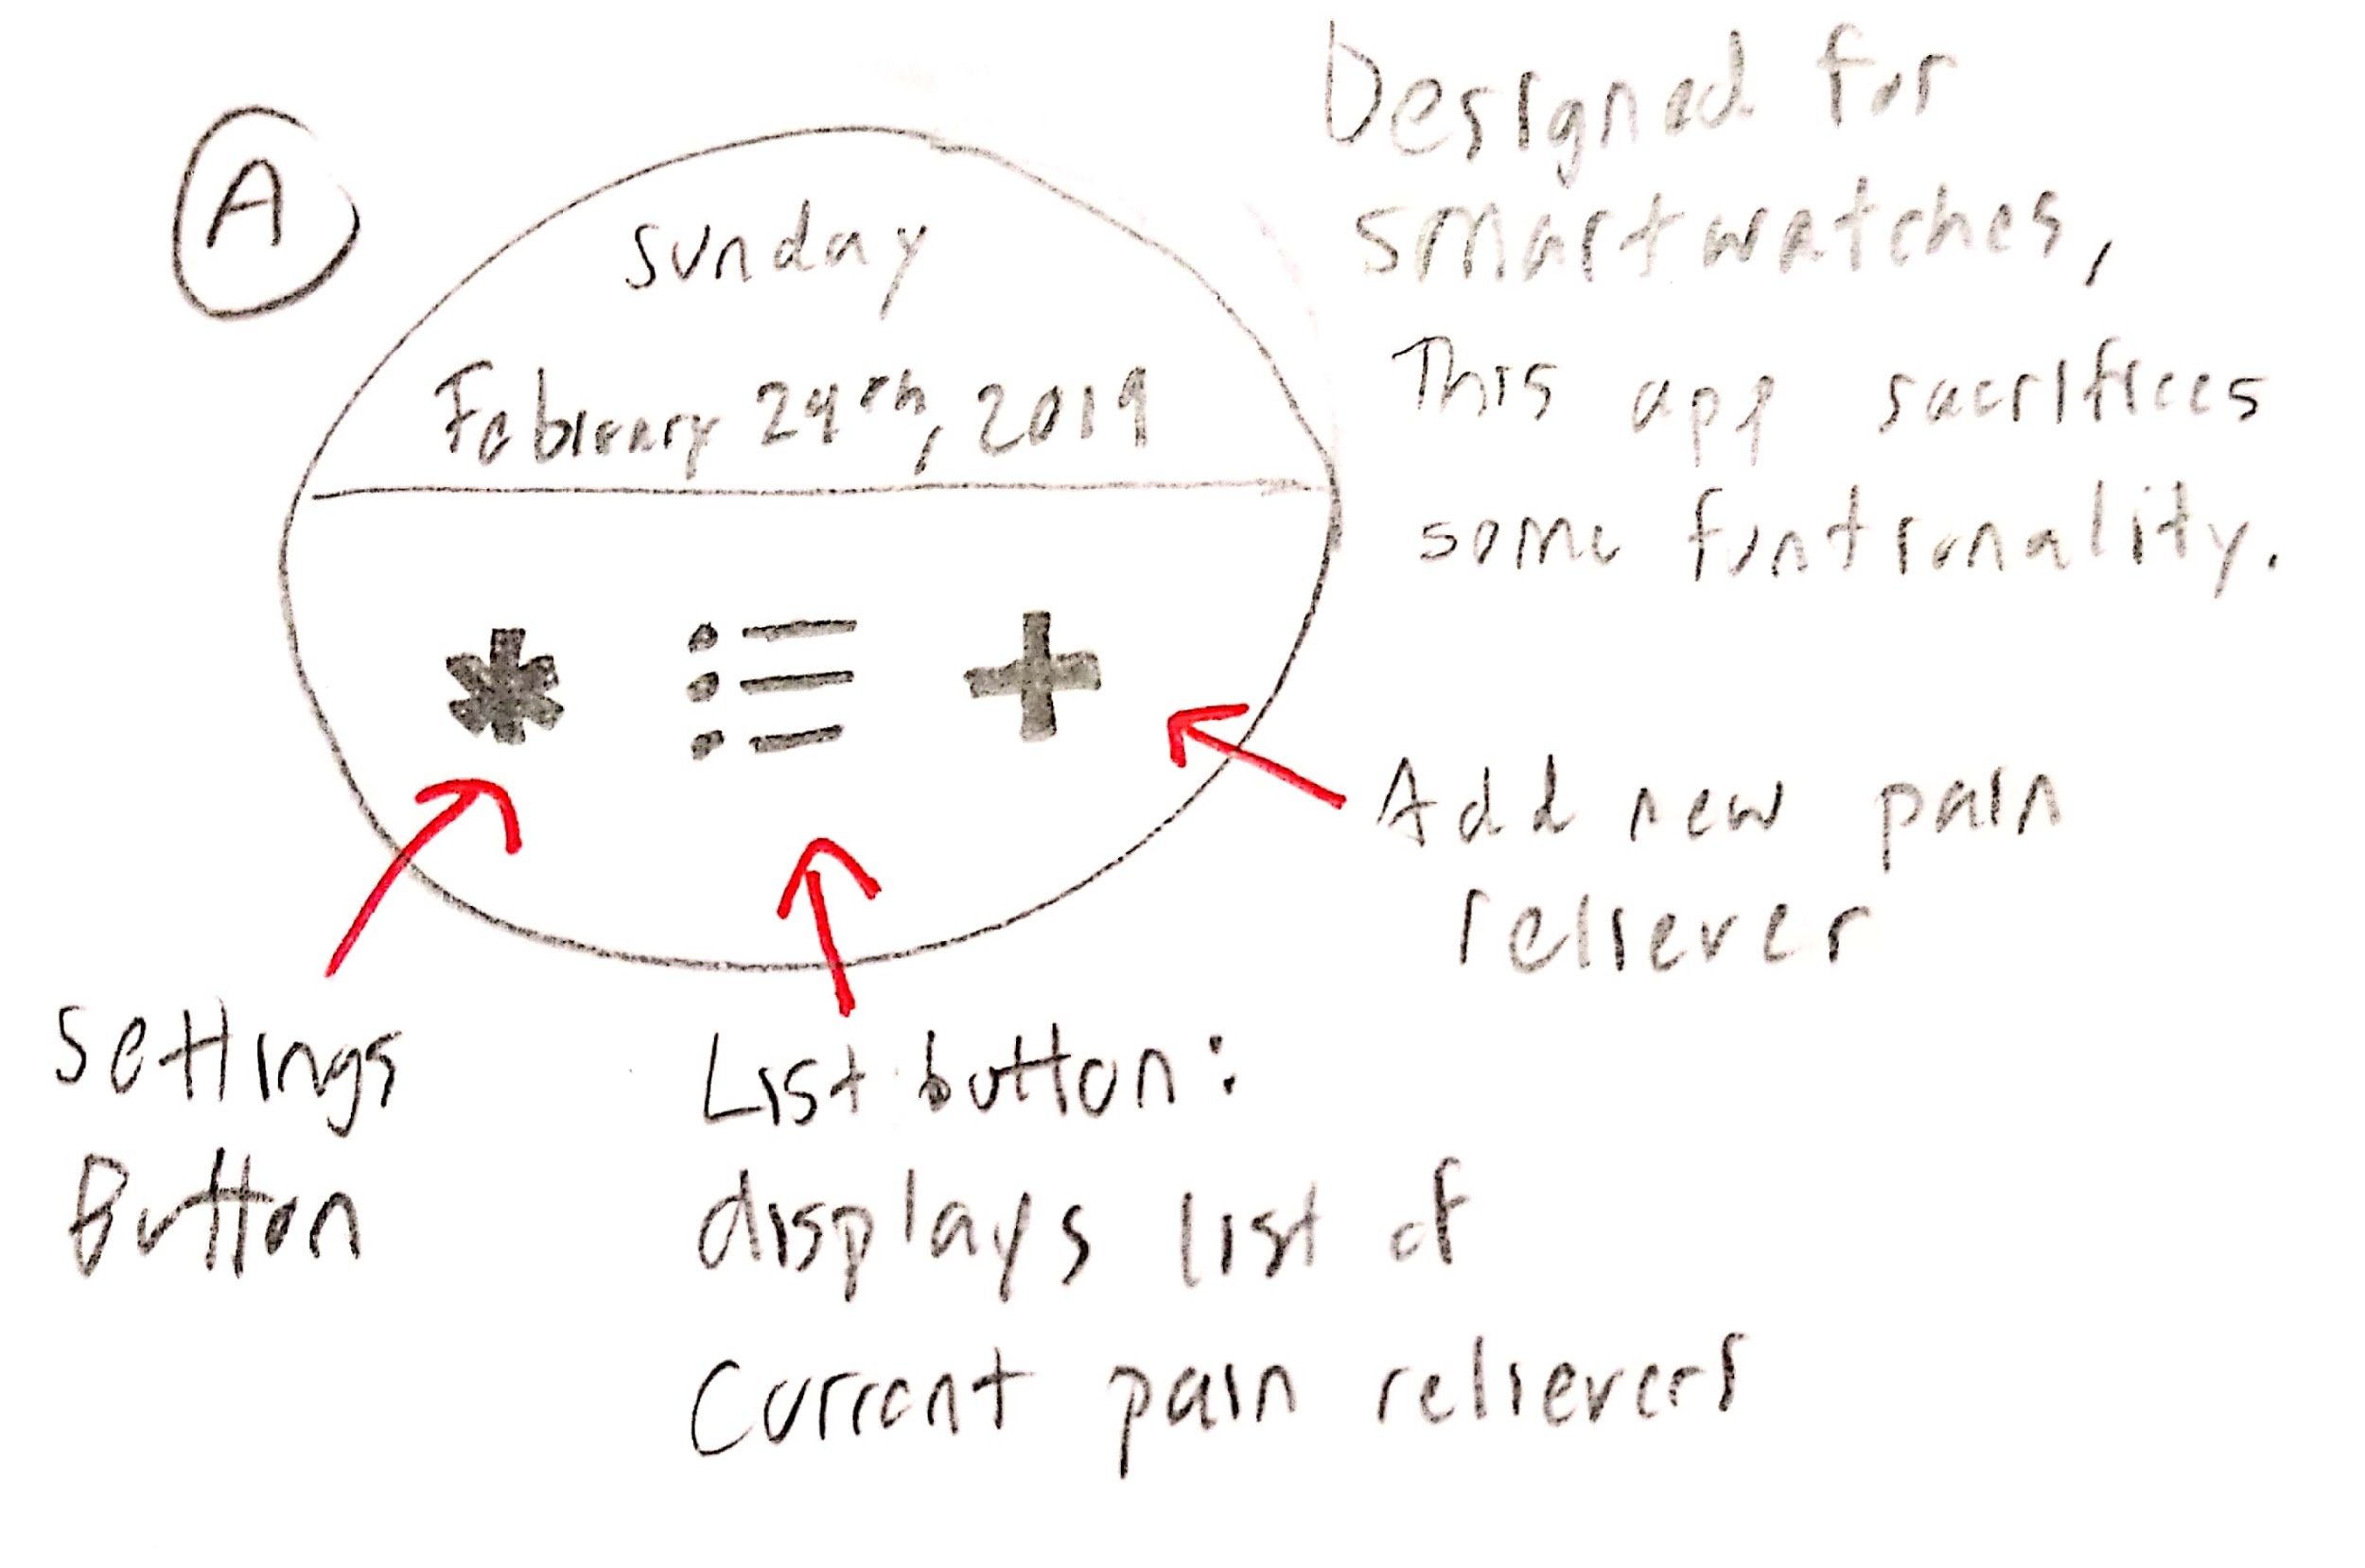 A
Sunday
February 24th, 2019
Designed for
smartwatches,
This app sacrifices
some funtionality.
Add new pain
reliever
Settings
Button
List button:
displays list of
Current pain relievers